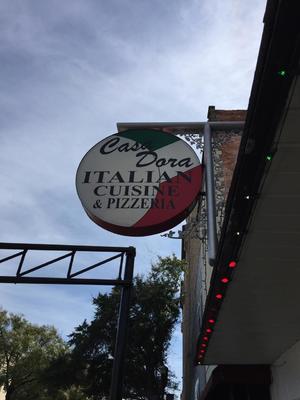 Casa
Dora
ITALIAN
CUISINE
& PIZZERIA